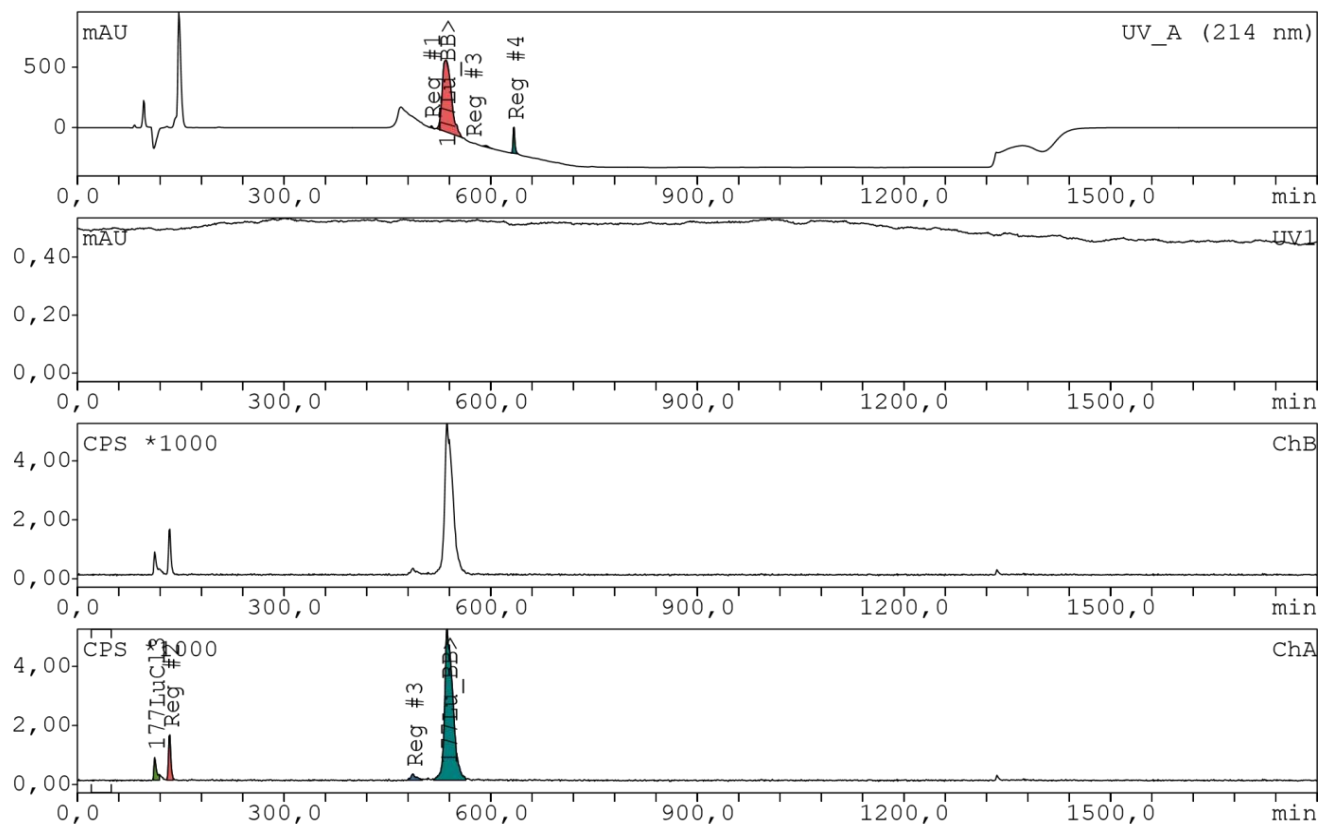 mAU UV_A (214 nm)
Reg #1
BB>
Reg #3
Reg #4
500
0
0,0 300,0 600,0 900,0 1200,0 1500,0 min
mAU UV1
0,40
0,20
0,00
0,0 300,0 600,0 900,0 1200,0 1500,0 min
CPS *1000 ChB
4,00
2,00
0,00
0,0 300,0 600,0 900,0 1200,0 1500,0 min
CPS *1000 ChA
177LuCl3
Reg #2
Reg #3
BB>
4,00
2,00
0,00
0,0 300,0 600,0 900,0 1200,0 1500,0 min